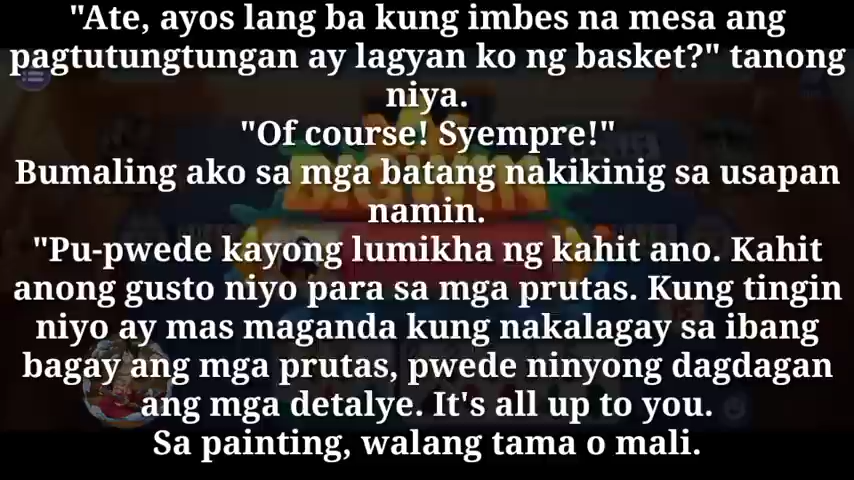 "Ate, ayos lang ba kung imbes na mesa ang
pagtutungtungan ay lagyan ko ng basket?" tanong
niya.
"Of course! Syempre!"
Bumaling ako sa mga batang nakikinig sa usapan
namin.
"Pu-pwede kayong lumikha ng kahit ano. Kahit
anong gusto niyo para sa mga prutas. Kung tingin
niyo ay mas maganda kung nakalagay sa ibang
bagay ang mga prutas, pwede ninyong dagdagan
ang mga detalye. It's all up to you.
Sa painting, walang tama o mali.